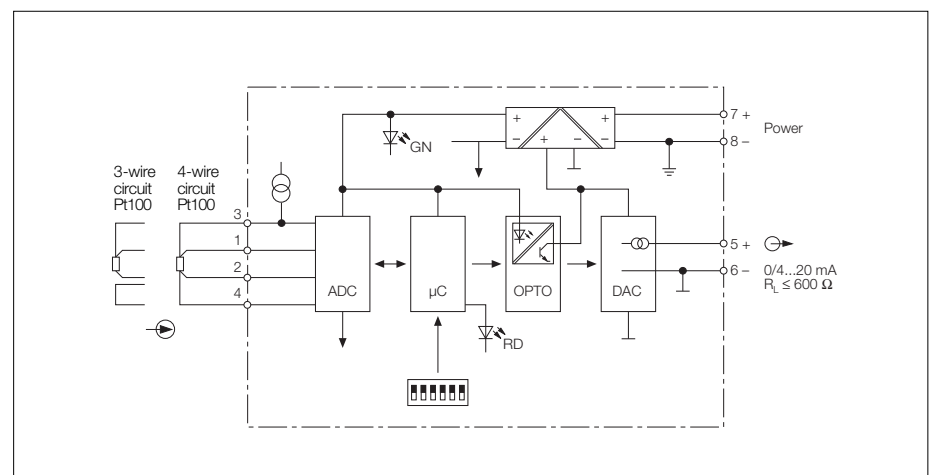 3-wire
circuit
Pt100
4-wire
circuit
Pt100
3
1
2
4
GN
+
–
+
–
+
–
7 +
8 –
Power
ADC
µC
RD
OPTO
DAC
5 +
6 –
0/4...20 mA
RL ≤ 600 Ω